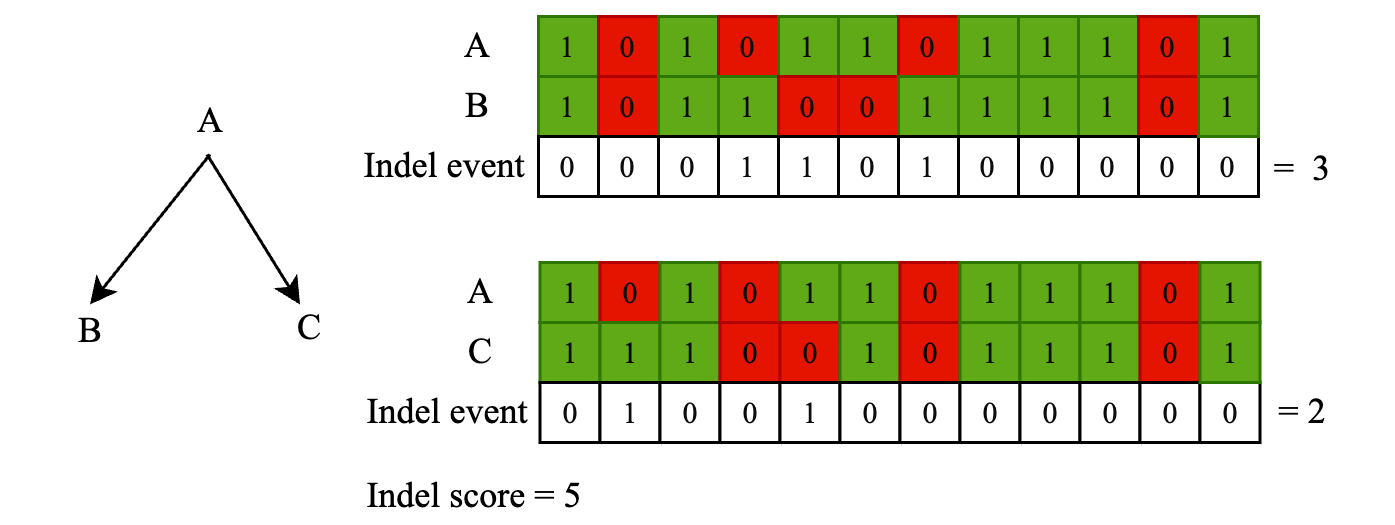 A
B
C
A 1 0 1 0 1 1 0 1 1 1 0 1
B 1 0 1 1 0 0 1 1 1 1 0 1
Indel event 0 0 0 1 1 0 1 0 0 0 0 0 = 3
A 1 0 1 0 1 1 0 1 1 1 0 1
C 1 1 1 0 0 1 0 1 1 1 0 1
Indel event 0 1 0 0 1 0 0 0 0 0 0 0 = 2
Indel score = 5